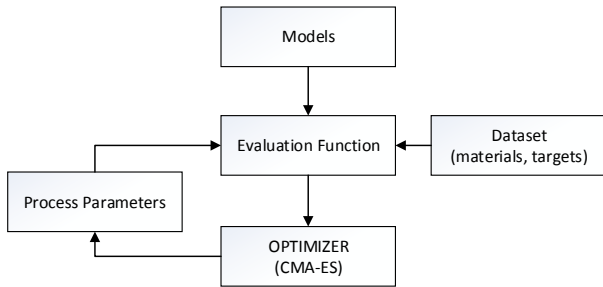 Models
Evaluation Function
Dataset
(materials, targets)
Process Parameters
OPTIMIZER
(CMA-ES)